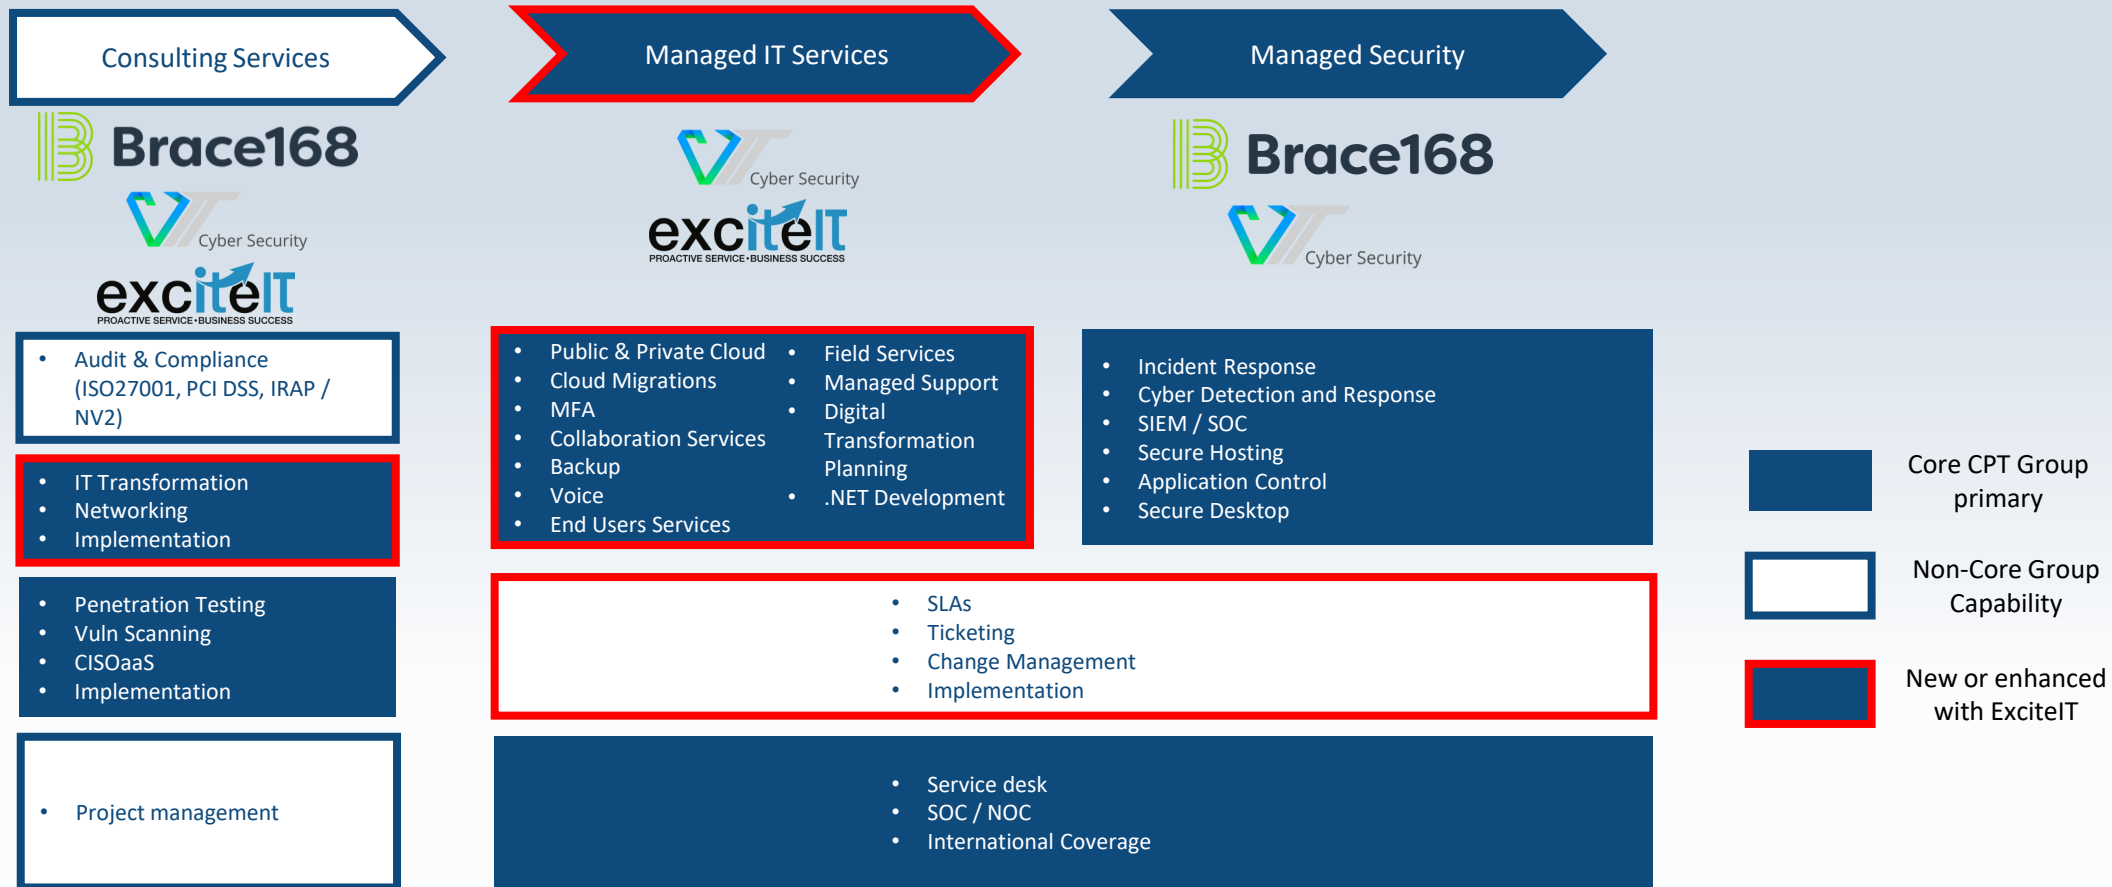 Consulting Services
Managed IT Services
Managed Security
Brace168
Cyber Security
exciteIT
PROACTIVE SERVICE•BUSINESS SUCCESS
Cyber Security
exciteIT
PROACTIVE SERVICE•BUSINESS SUCCESS
Brace168
Cyber Security
• Audit & Compliance
(ISO27001, PCI DSS, IRAP /
NV2)
• IT Transformation
• Networking
• Implementation
• Penetration Testing
• Vuln Scanning
• CISOaaS
• Implementation
• Project management
• Public & Private Cloud
• Cloud Migrations
• MFA
• Collaboration Services
• Backup
• Voice
• End Users Services
• Field Services
• Managed Support
• Digital
Transformation
Planning
• .NET Development
• Incident Response
• Cyber Detection and Response
• SIEM / SOC
• Secure Hosting
• Application Control
• Secure Desktop
• SLAs
• Ticketing
• Change Management
• Implementation
• Service desk
• SOC / NOC
• International Coverage
Core CPT Group
primary
Non-Core Group
Capability
New or enhanced
with ExciteIT